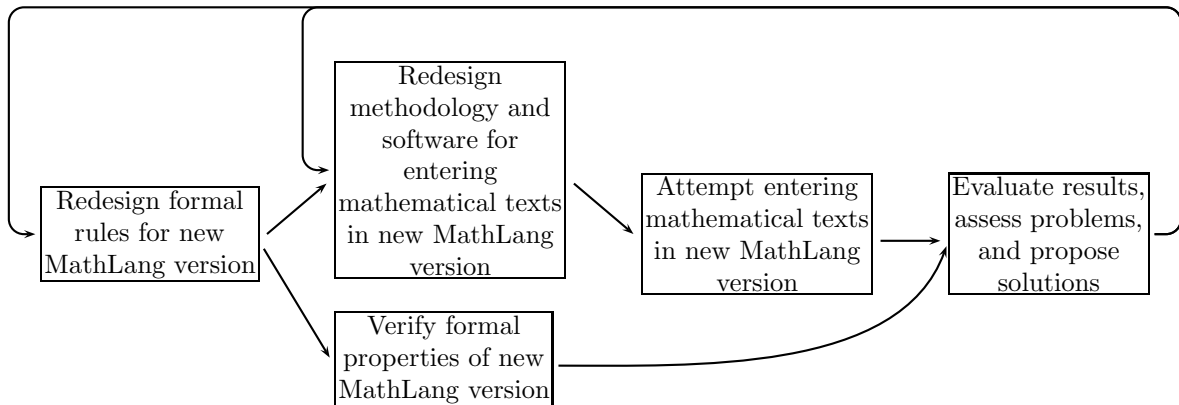 Redesign formal
rules for new
MathLang version
Redesign
methodology and
software for
entering
mathematical texts
in new MathLang
version
Verify formal
properties of new
MathLang version
Attempt entering
mathematical texts
in new MathLang
version
Evaluate results,
assess problems,
and propose
solutions